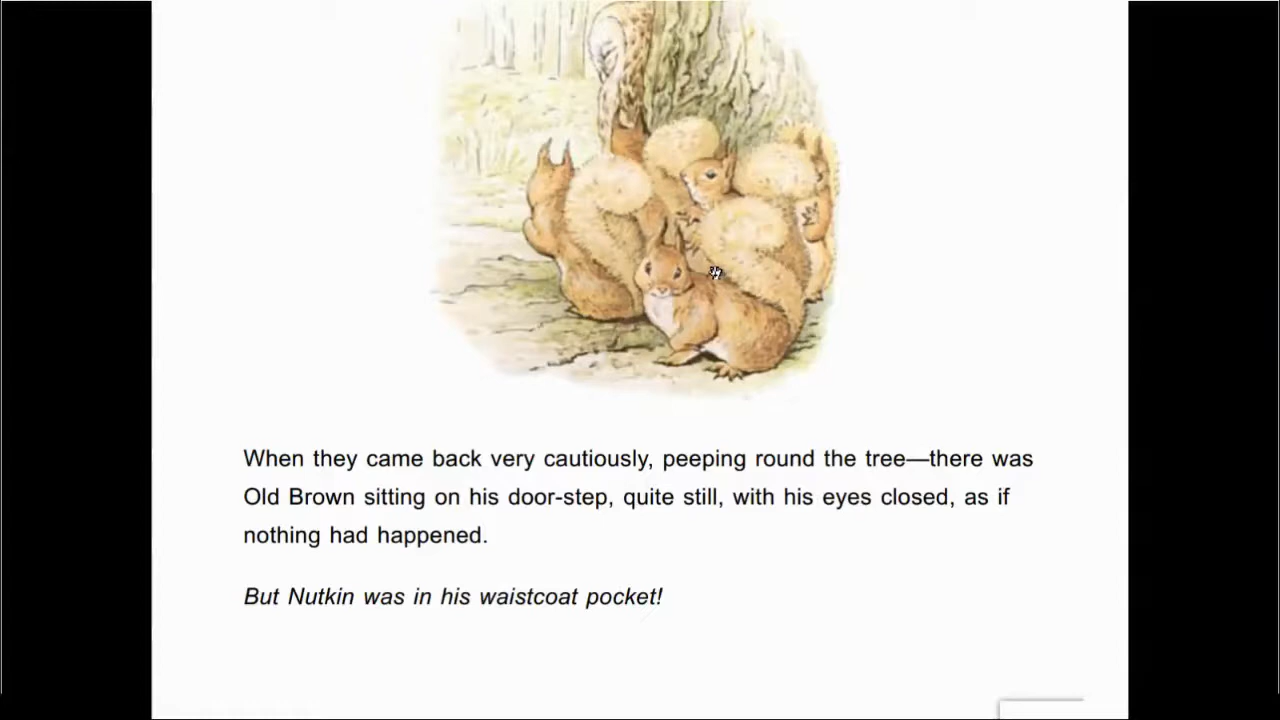 When they came back very cautiously, peeping round the tree—there was
Old Brown sitting on his door-step, quite still, with his eyes closed, as if
nothing had happened.
But Nutkin was in his waistcoat pocket!